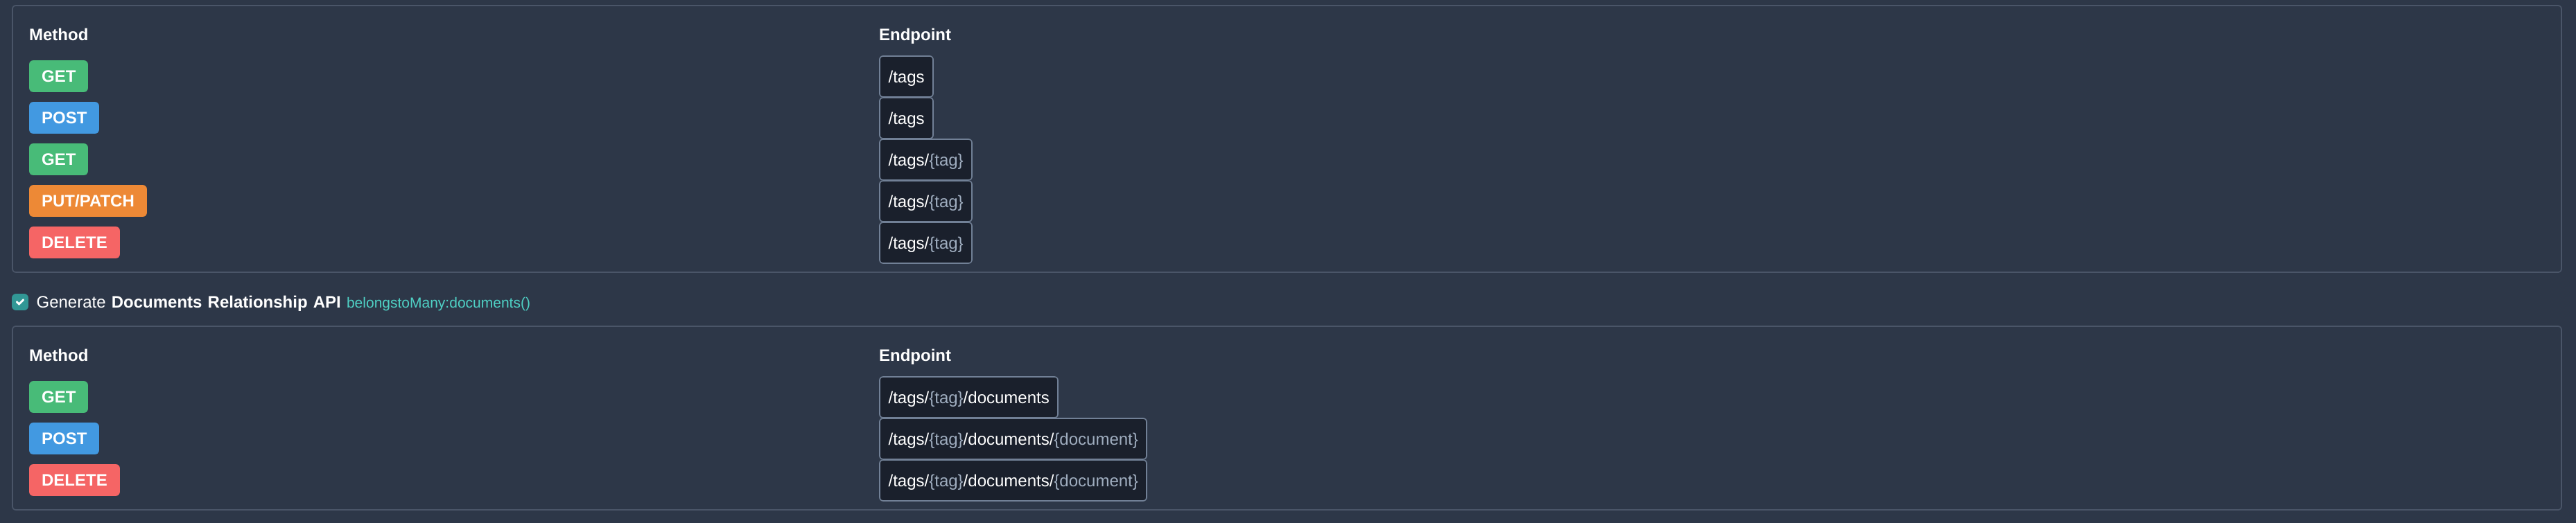 Method Endpoint
GET /tags
POST /tags
GET /tags/{tag}
PUT/PATCH /tags/{tag}
DELETE /tags/{tag}
Generate Documents Relationship API belongstoMany:documents()
Method Endpoint
GET /tags/{tag}/documents
POST /tags/{tag}/documents/{document}
DELETE /tags/{tag}/documents/{document}